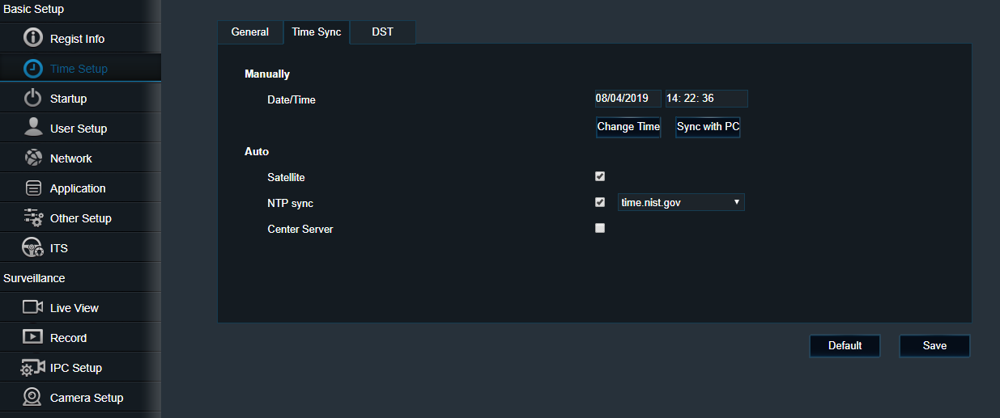 Basic Setup
Regist Info
Time Setup
Startup
User Setup
Network
Application
Other Setup
ITS
Surveillance
Live View
Record
IPC Setup
Camera Setup
General Time Sync DST
Manually
Date/Time 08/04/2019 14: 22: 36
Change Time Sync with PC
Auto
Satellite
NTP sync time.nist.gov
Center Server
Default Save